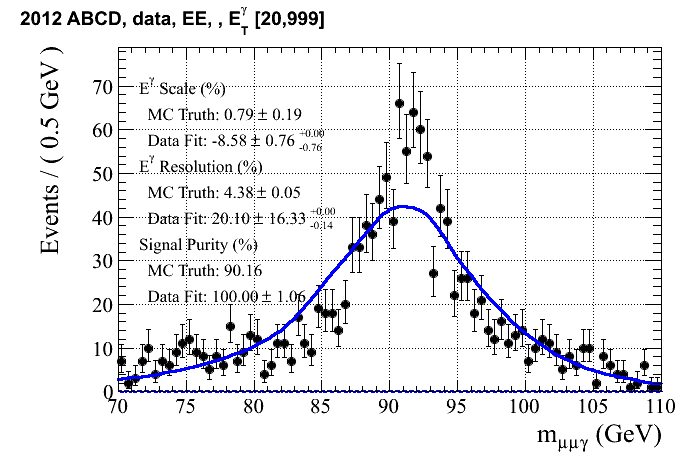 2012 ABCD, data, EE, , E_T^γ [20,999]
Events / ( 0.5 GeV )
70
60
50
40
30
20
10
0
E^γ Scale (%)
MC Truth: 0.79 ± 0.19
Data Fit: -8.58 ± 0.76 +0.00 -0.76
E^γ Resolution (%)
MC Truth: 4.38 ± 0.05
Data Fit: 20.10 ± 16.33 +0.00 -0.14
Signal Purity (%)
MC Truth: 90.16
Data Fit: 100.00 ± 1.06
70 75 80 85 90 95 100 105 110
m_μμγ (GeV)